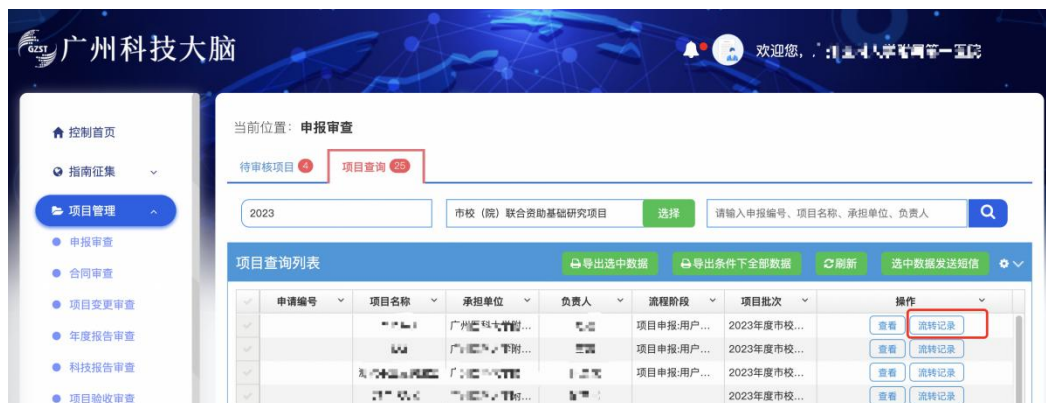 GZST 广州科技大脑
欢迎您，
控制首页
指南征集
项目管理
申报审查
合同审查
项目变更审查
年度报告审查
科技报告审查
项目验收审查
当前位置：申报审查
待审核项目 4 项目查询 25
2023 市校（院）联合资助基础研究项目 选择 请输入申报编号、项目名称、承担单位、负责人
项目查询列表 导出选中数据 导出条件下全部数据 刷新 选中数据发送短信
申请编号 项目名称 承担单位 负责人 流程阶段 项目批次 操作
项目申报:用户... 2023年度市校... 查看 流转记录
项目申报:用户... 2023年度市校... 查看 流转记录
项目申报:用户... 2023年度市校... 查看 流转记录
2023年度市校... 查看 流转记录